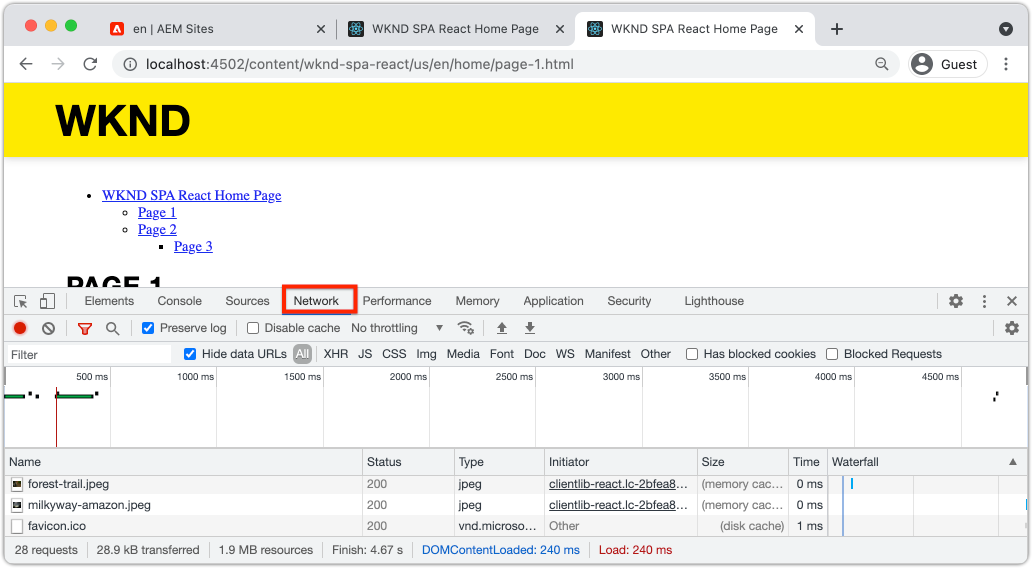 en | AEM Sites
WKND SPA React Home Page
WKND SPA React Home Page
localhost:4502/content/wknd-spa-react/us/en/home/page-1.html
Guest
WKND
WKND SPA React Home Page
Page 1
Page 2
Page 3
PAGE 1
Elements Console Sources Network Performance Memory Application Security Lighthouse
Preserve log Disable cache No throttling
Filter Hide data URLs All XHR JS CSS Img Media Font Doc WS Manifest Other Has blocked cookies Blocked Requests
500 ms 1000 ms 1500 ms 2000 ms 2500 ms 3000 ms 3500 ms 4000 ms 4500 ms
Name Status Type Initiator Size Time Waterfall
forest-trail.jpeg 200 jpeg clientlib-react.lc-2bfea8... (memory cac... 0 ms
milkyway-amazon.jpeg 200 jpeg clientlib-react.lc-2bfea8... (memory cac... 0 ms
favicon.ico 200 vnd.microso... Other (disk cache) 1 ms
28 requests 28.9 kB transferred 1.9 MB resources Finish: 4.67 s DOMContentLoaded: 240 ms Load: 240 ms